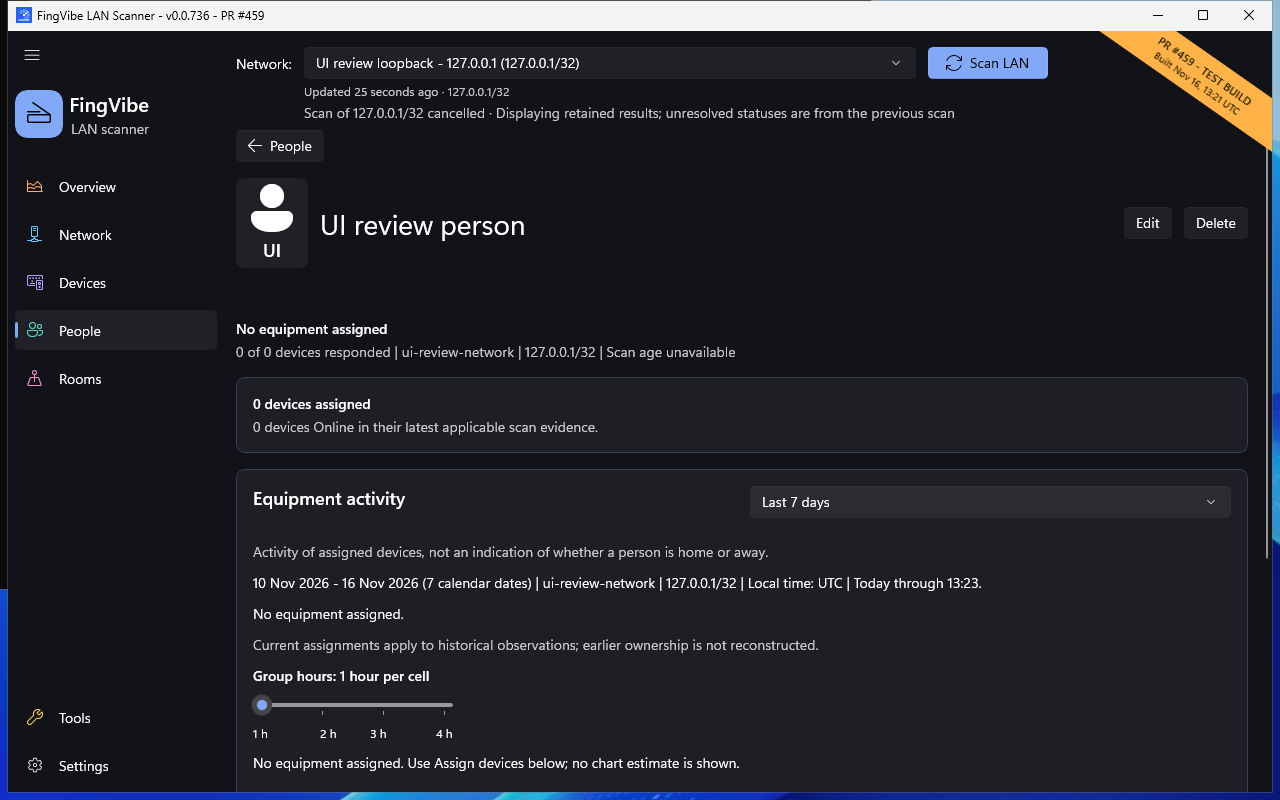 FingVibe LAN Scanner - v0.0.736 - PR #459
Network:
UI review loopback - 127.0.0.1 (127.0.0.1/32)
Scan LAN
PR #459 - TEST BUILD
Built Nov 16, 13:21 UTC
Updated 25 seconds ago · 127.0.0.1/32
Scan of 127.0.0.1/32 cancelled · Displaying retained results; unresolved statuses are from the previous scan
FingVibe
LAN scanner
Overview
Network
Devices
People
Rooms
Tools
Settings
People
UI
UI review person
Edit
Delete
No equipment assigned
0 of 0 devices responded | ui-review-network | 127.0.0.1/32 | Scan age unavailable
0 devices assigned
0 devices Online in their latest applicable scan evidence.
Equipment activity
Last 7 days
Activity of assigned devices, not an indication of whether a person is home or away.
10 Nov 2026 - 16 Nov 2026 (7 calendar dates) | ui-review-network | 127.0.0.1/32 | Local time: UTC | Today through 13:23.
No equipment assigned.
Current assignments apply to historical observations; earlier ownership is not reconstructed.
Group hours: 1 hour per cell
1 h 2 h 3 h 4 h
No equipment assigned. Use Assign devices below; no chart estimate is shown.